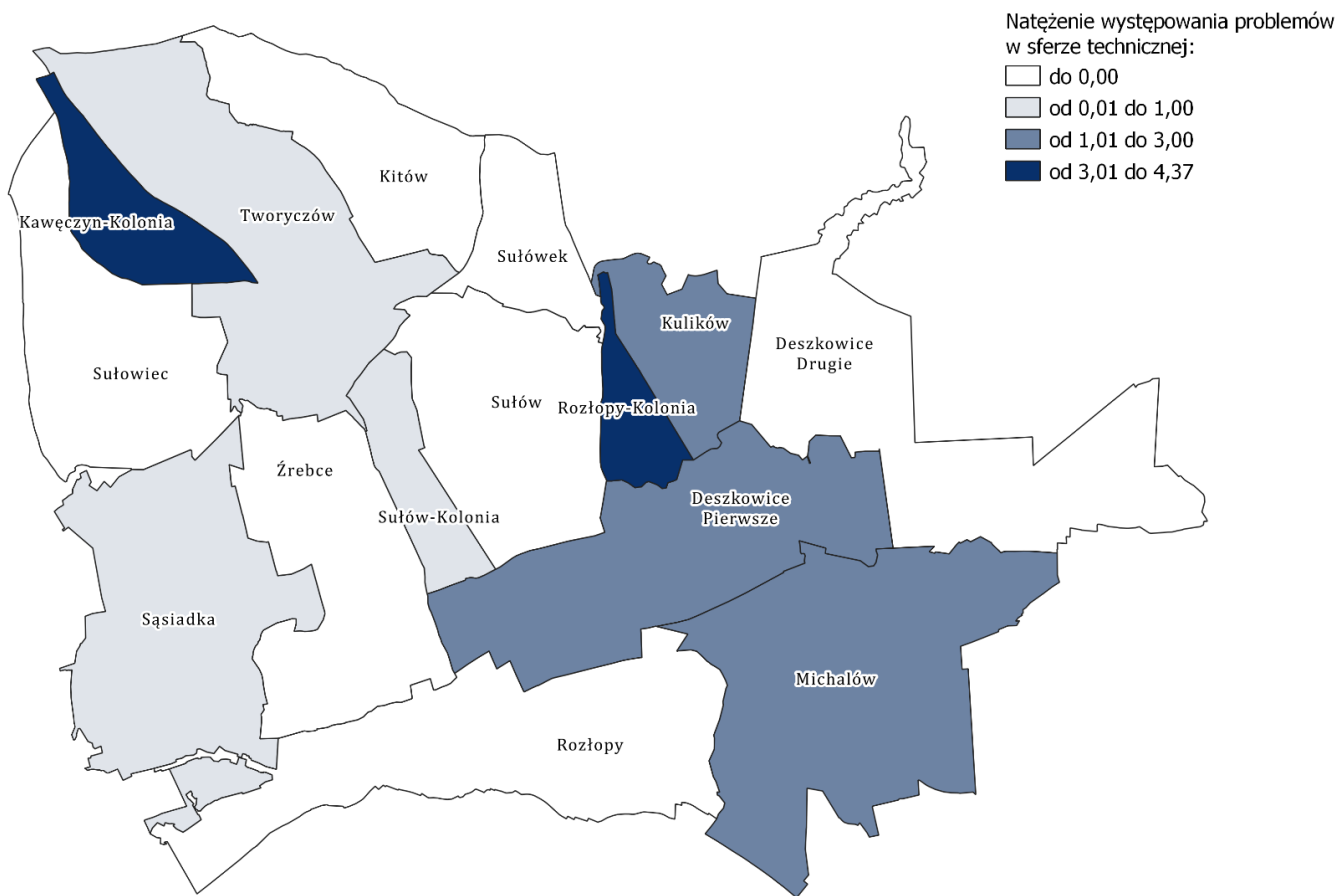 Natężenie występowania problemów
w sferze technicznej:
do 0,00
od 0,01 do 1,00
od 1,01 do 3,00
od 3,01 do 4,37
Kitów
Kawęczyn-Kolonia
Tworyczów
Sułówek
Kulików
Deszkowice
Drugie
Sułowiec
Sułów
Rozłopy-Kolonia
Źrebce
Sułów-Kolonia
Deszkowice
Pierwsze
Sąsiadka
Michalów
Rozłopy